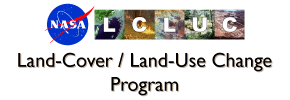 NASA LCLUC
Land-Cover / Land-Use Change
Program